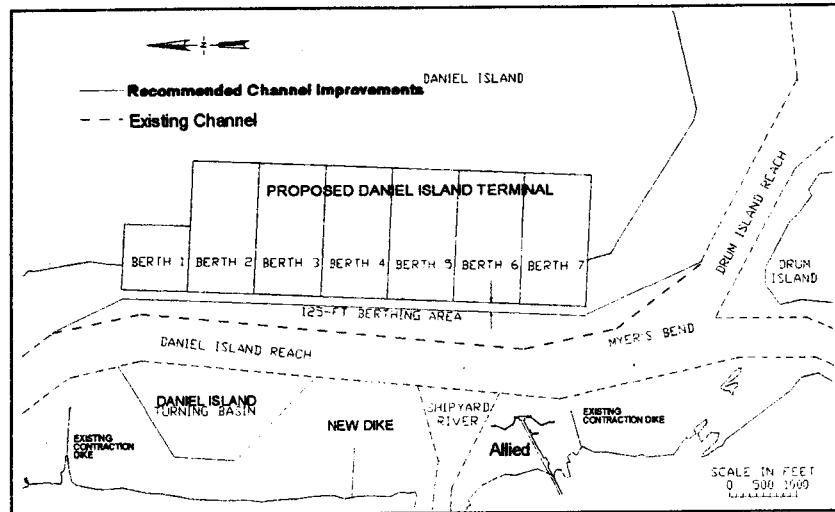 Z
DANIEL ISLAND
Recommended Channel Improvements
Existing Channel
PROPOSED DANIEL ISLAND TERMINAL
BERTH 1
BERTH 2
BERTH 3
BERTH 4
BERTH 5
BERTH 6
BERTH 7
125-FT BERTHING AREA
DRUM ISLAND REACH
DRUM
ISLAND
DANIEL ISLAND REACH
MYER'S BEND
DANIEL ISLAND
TURNING BASIN
NEW DIKE
SHIPYARD
RIVER
EXISTING
CONTRACTION DIKE
Allied
EXISTING
CONTRACTION
DIKE
SCALE IN FEET
0 500 1000